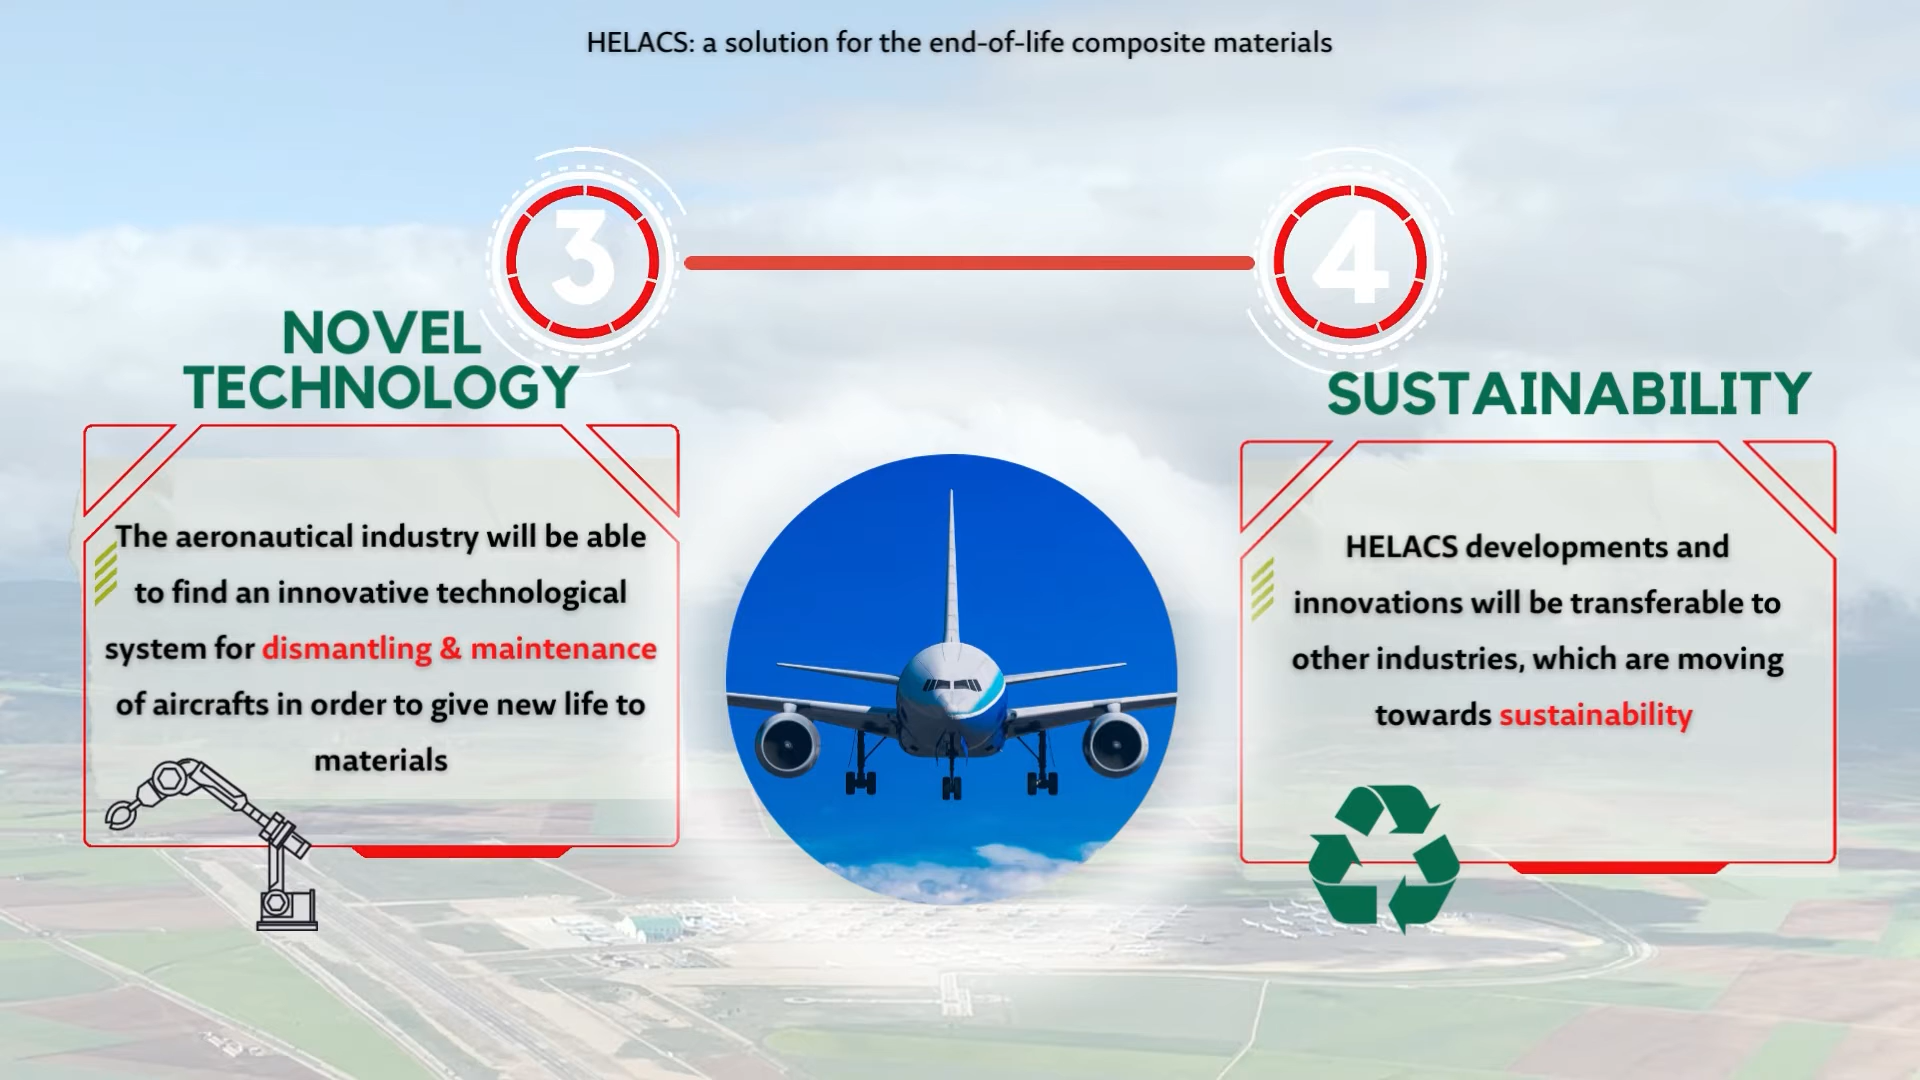 HELACS: a solution for the end-of-life composite materials
3
NOVEL
TECHNOLOGY
The aeronautical industry will be able
to find an innovative technological
system for dismantling & maintenance
of aircrafts in order to give new life to
materials
4
SUSTAINABILITY
HELACS developments and
innovations will be transferable to
other industries, which are moving
towards sustainability